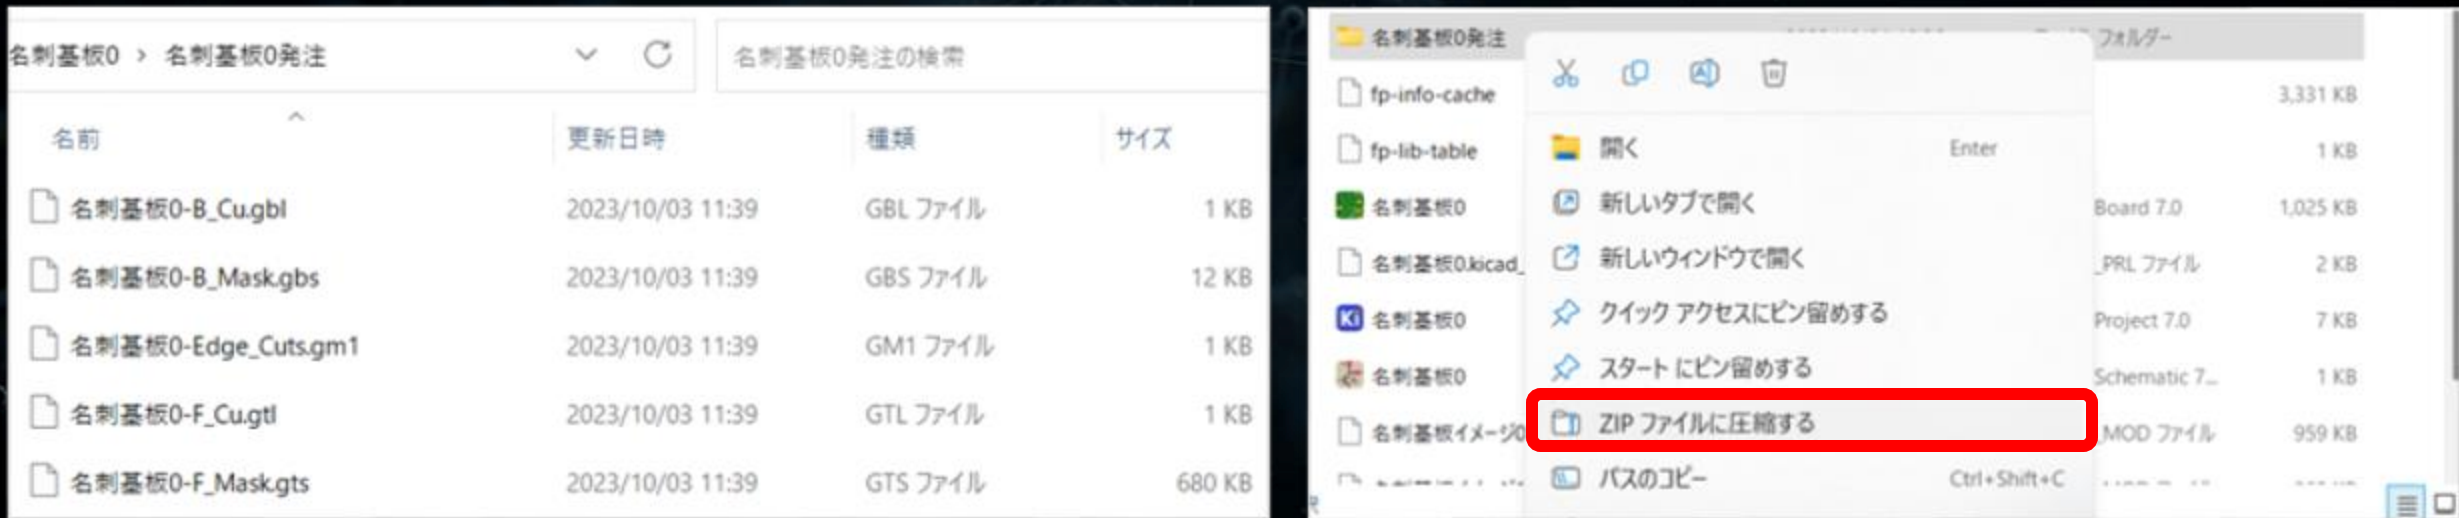 名刺基板0 › 名刺基板0発注
名刺基板0発注の検索
名前 更新日時 種類 サイズ
名刺基板0-B_Cu.gbl 2023/10/03 11:39 GBL ファイル 1 KB
名刺基板0-B_Mask.gbs 2023/10/03 11:39 GBS ファイル 12 KB
名刺基板0-Edge_Cuts.gm1 2023/10/03 11:39 GM1 ファイル 1 KB
名刺基板0-F_Cu.gtl 2023/10/03 11:39 GTL ファイル 1 KB
名刺基板0-F_Mask.gts 2023/10/03 11:39 GTS ファイル 680 KB
名刺基板0発注 フォルダー
fp-info-cache 3,331 KB
fp-lib-table 1 KB
名刺基板0 Board 7.0 1,025 KB
名刺基板0.kicad_ _PRL ファイル 2 KB
名刺基板0 Project 7.0 7 KB
名刺基板0 Schematic 7... 1 KB
名刺基板イメージ0 _MOD ファイル 959 KB
開く Enter
新しいタブで開く
新しいウィンドウで開く
クイック アクセスにピン留めする
スタート にピン留めする
ZIP ファイルに圧縮する
パスのコピー Ctrl+Shift+C